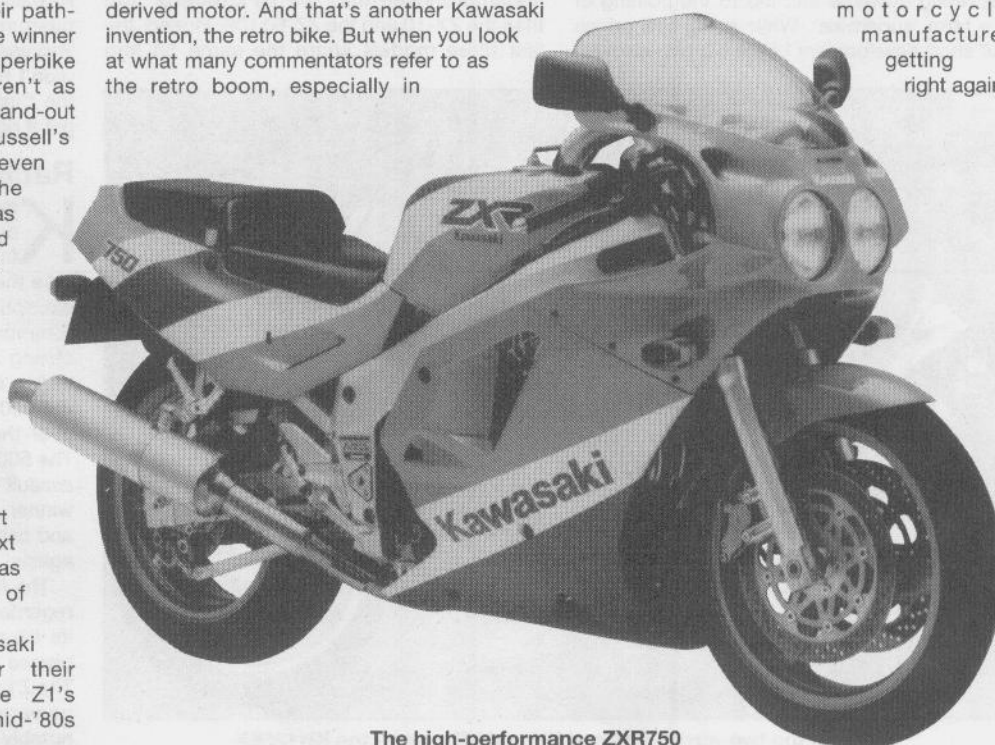 eir path-
e winner
perbike
ren't as
and-out
ussell's
even
he
as
d
t
xt
as
of
saki
r their
e Z1's
mid-'80s
derived motor. And that's another Kawasaki
invention, the retro bike. But when you look
at what many commentators refer to as
the retro boom, especially in
motorcycl
manufacture
getting
right again
ZXR
Kawasaki
750
Kawasaki
The high-performance ZXR750